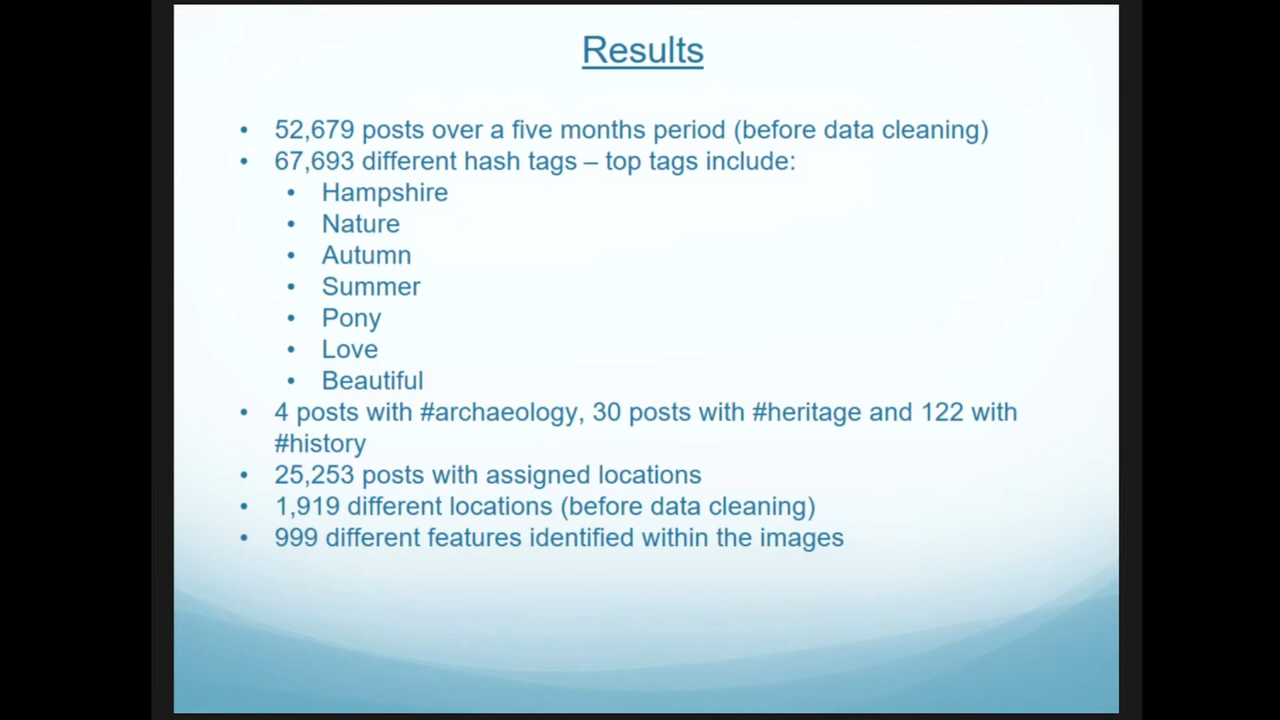 Results
• 52,679 posts over a five months period (before data cleaning)
• 67,693 different hash tags – top tags include:
• Hampshire
• Nature
• Autumn
• Summer
• Pony
• Love
• Beautiful
• 4 posts with #archaeology, 30 posts with #heritage and 122 with
#history
• 25,253 posts with assigned locations
• 1,919 different locations (before data cleaning)
• 999 different features identified within the images